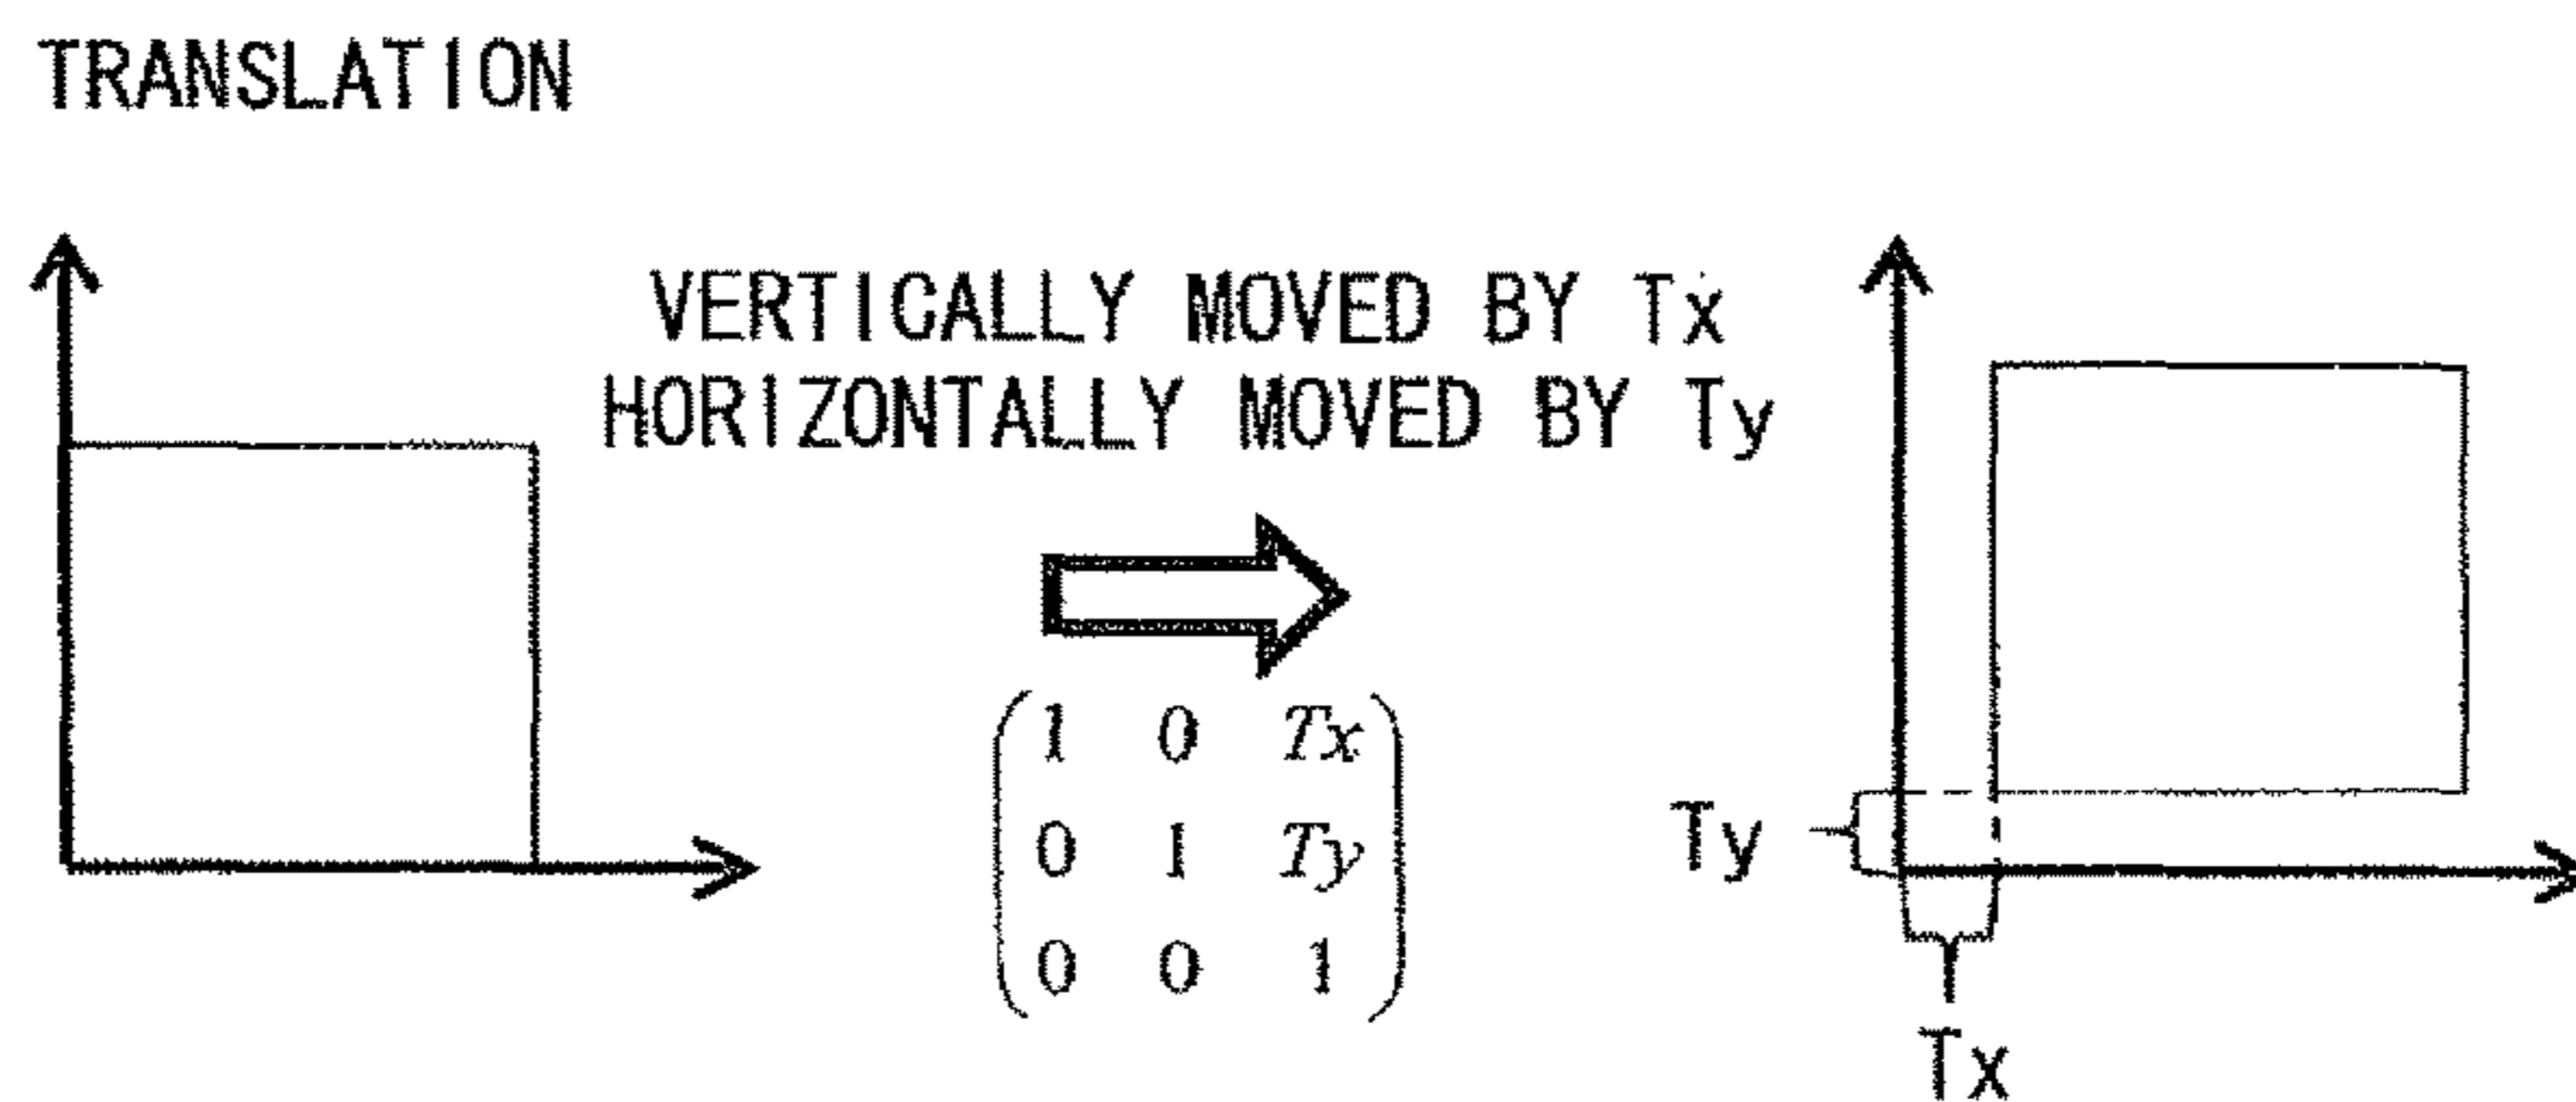 TRANSLATION
VERTICALLY MOVED BY Tx
HORIZONTALLY MOVED BY Ty
1 0 Tx
0 1 Ty
0 0 1
Ty
Tx